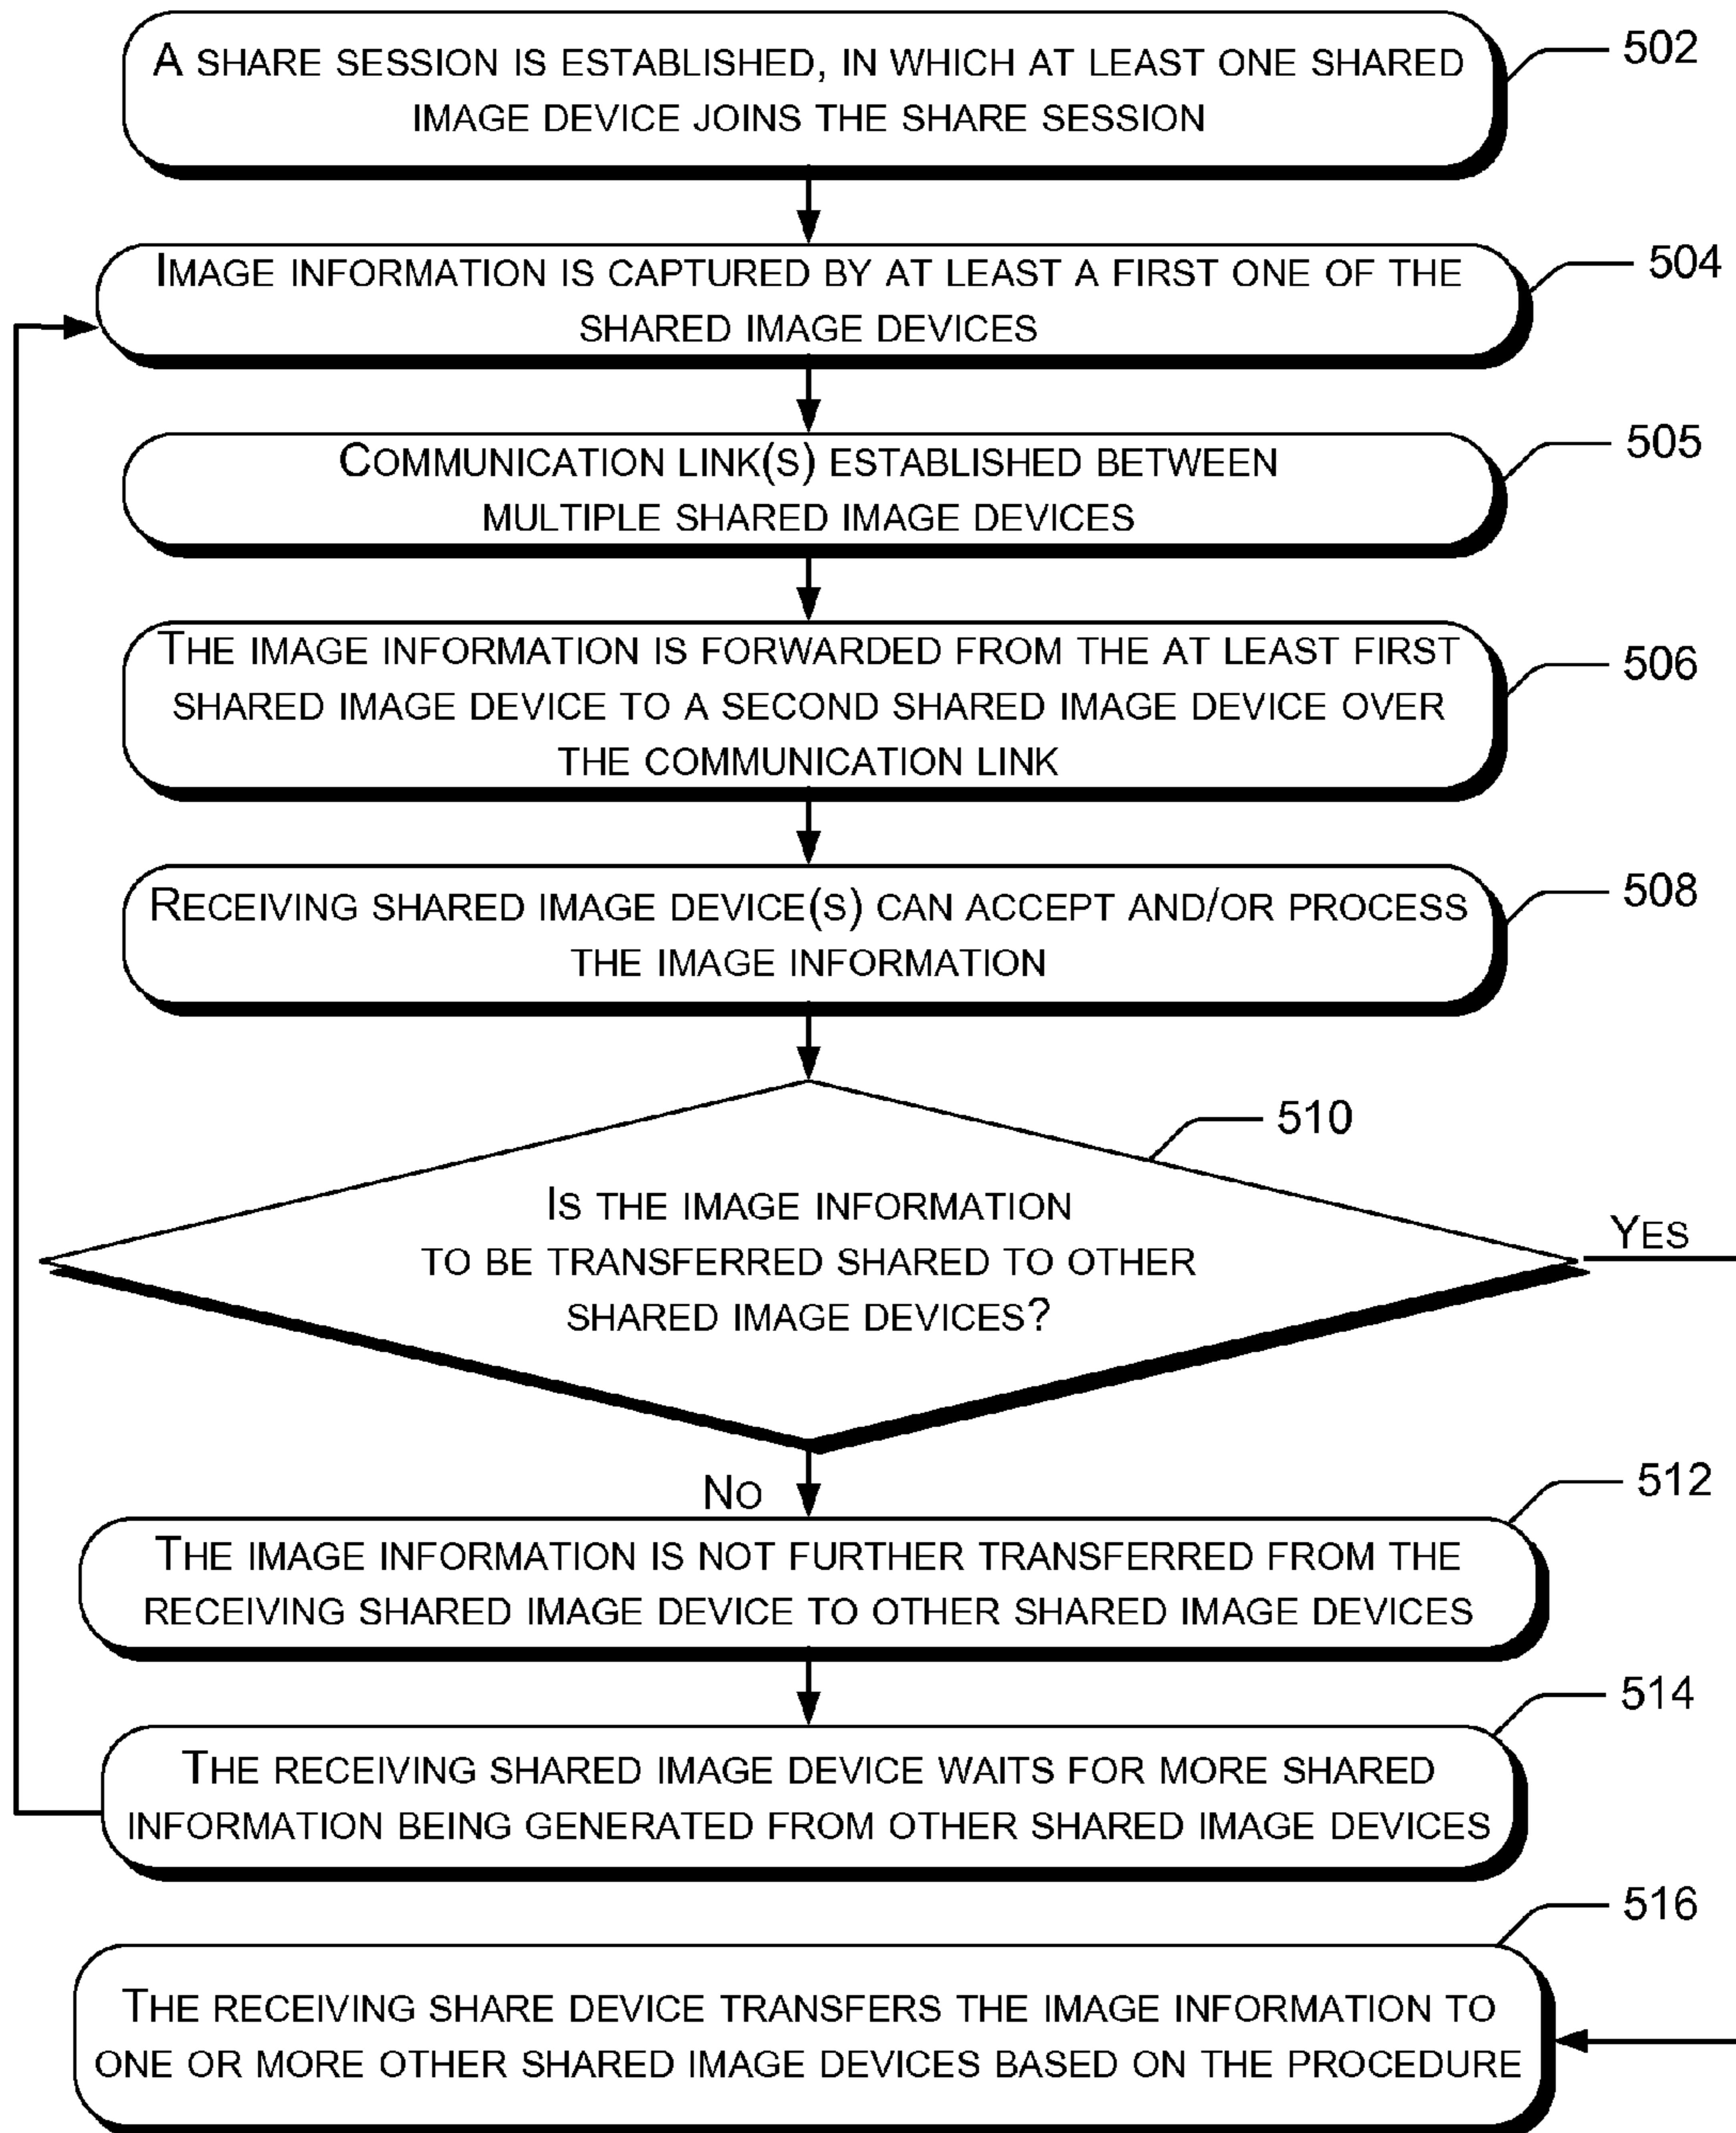 A SHARE SESSION IS ESTABLISHED, IN WHICH AT LEAST ONE SHARED
IMAGE DEVICE JOINS THE SHARE SESSION
502
IMAGE INFORMATION IS CAPTURED BY AT LEAST A FIRST ONE OF THE
SHARED IMAGE DEVICES
504
COMMUNICATION LINK(S) ESTABLISHED BETWEEN
MULTIPLE SHARED IMAGE DEVICES
505
THE IMAGE INFORMATION IS FORWARDED FROM THE AT LEAST FIRST
SHARED IMAGE DEVICE TO A SECOND SHARED IMAGE DEVICE OVER
THE COMMUNICATION LINK
506
RECEIVING SHARED IMAGE DEVICE(S) CAN ACCEPT AND/OR PROCESS
THE IMAGE INFORMATION
508
510
IS THE IMAGE INFORMATION
TO BE TRANSFERRED SHARED TO OTHER
SHARED IMAGE DEVICES?
YES
NO
512
THE IMAGE INFORMATION IS NOT FURTHER TRANSFERRED FROM THE
RECEIVING SHARED IMAGE DEVICE TO OTHER SHARED IMAGE DEVICES
514
THE RECEIVING SHARED IMAGE DEVICE WAITS FOR MORE SHARED
INFORMATION BEING GENERATED FROM OTHER SHARED IMAGE DEVICES
516
THE RECEIVING SHARE DEVICE TRANSFERS THE IMAGE INFORMATION TO
ONE OR MORE OTHER SHARED IMAGE DEVICES BASED ON THE PROCEDURE